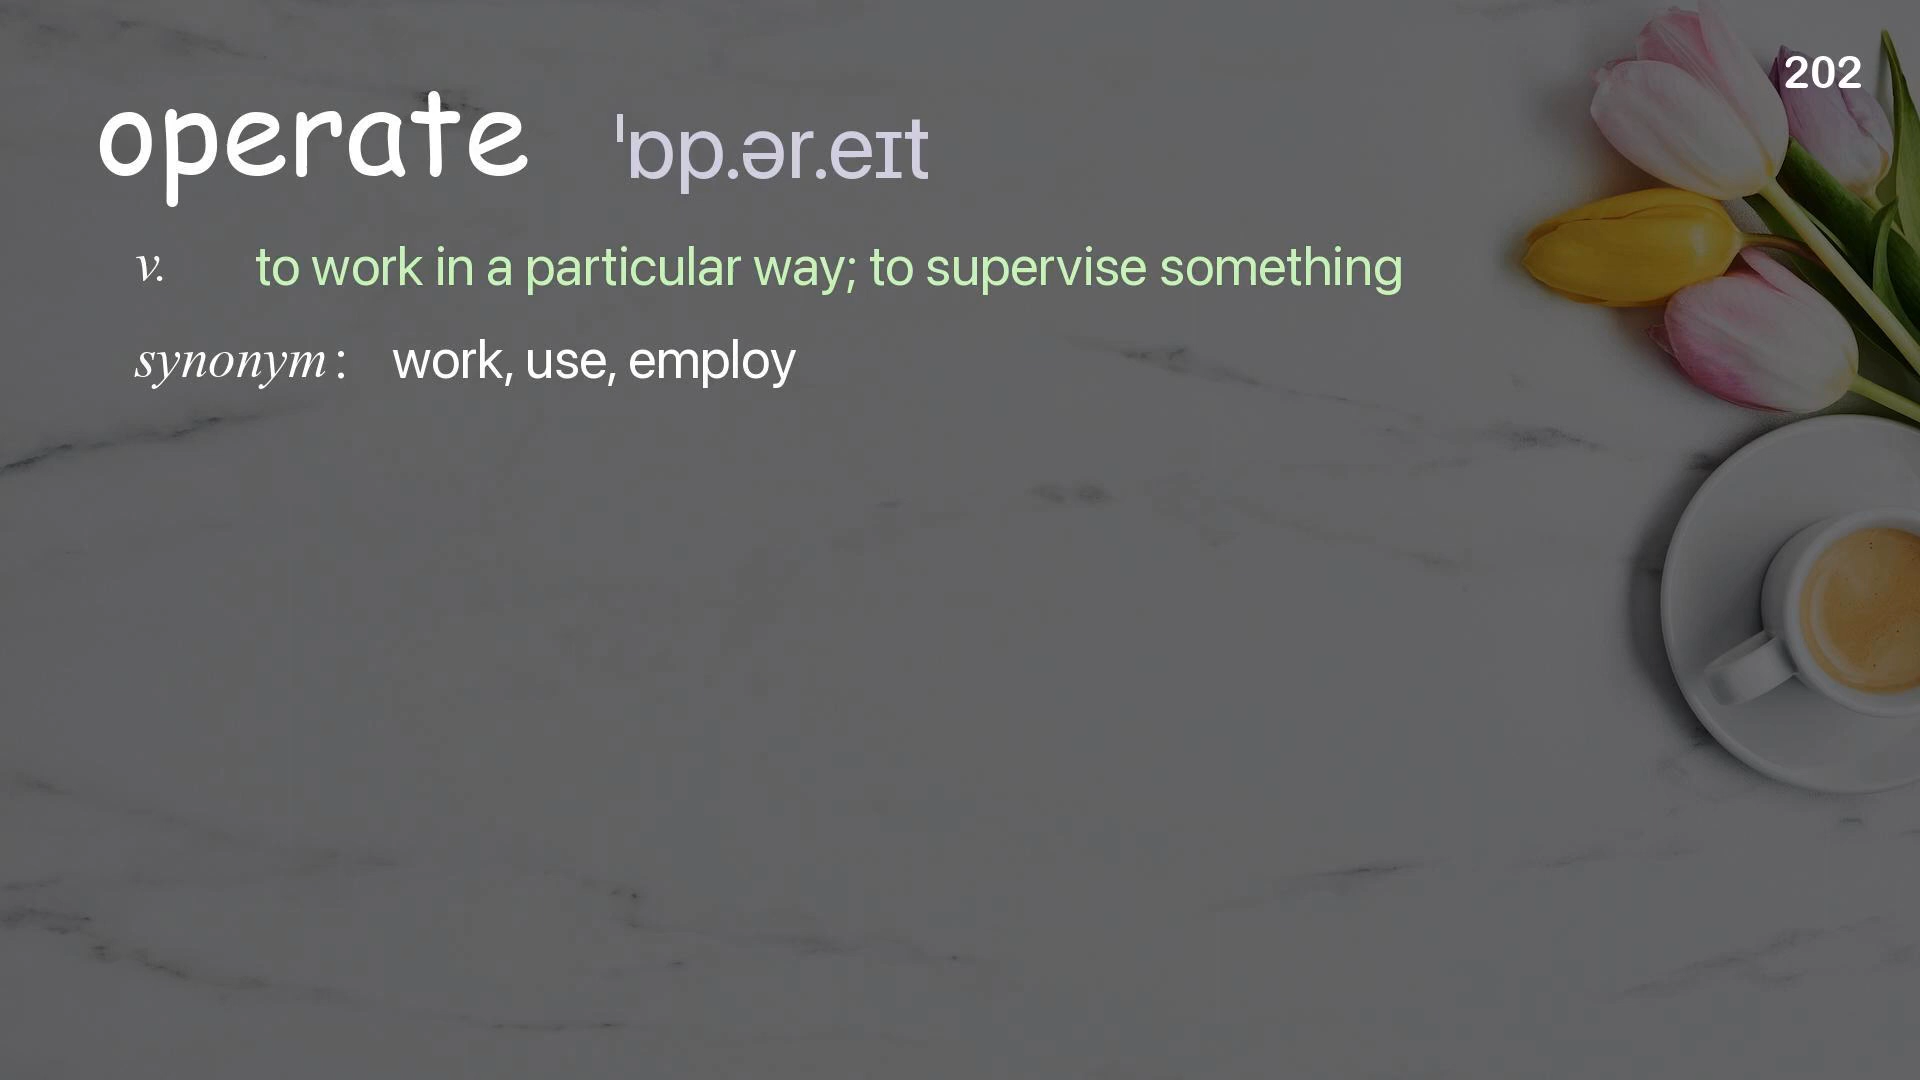 202
operate ˈɒp.ər.eɪt
v. to work in a particular way; to supervise something
synonym: work, use, employ